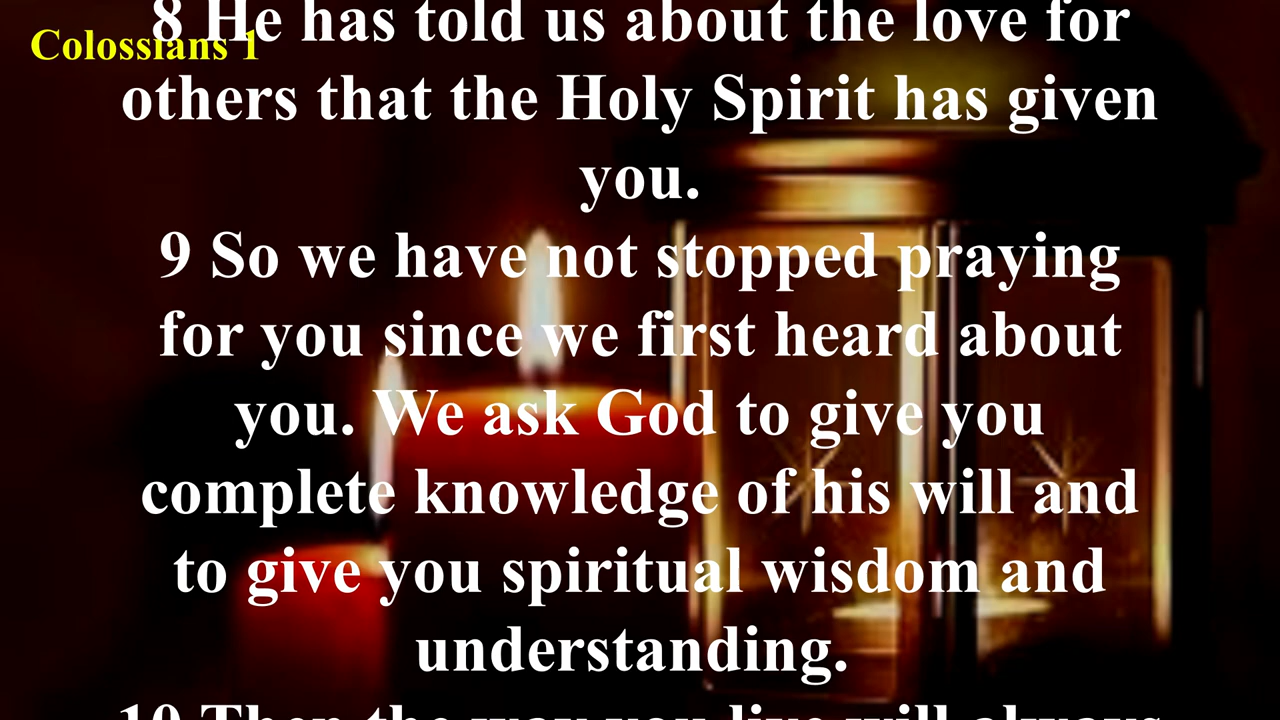 Colossians 1
8 He has told us about the love for
others that the Holy Spirit has given
you.
9 So we have not stopped praying
for you since we first heard about
you. We ask God to give you
complete knowledge of his will and
to give you spiritual wisdom and
understanding.
10 Then the way you live will always